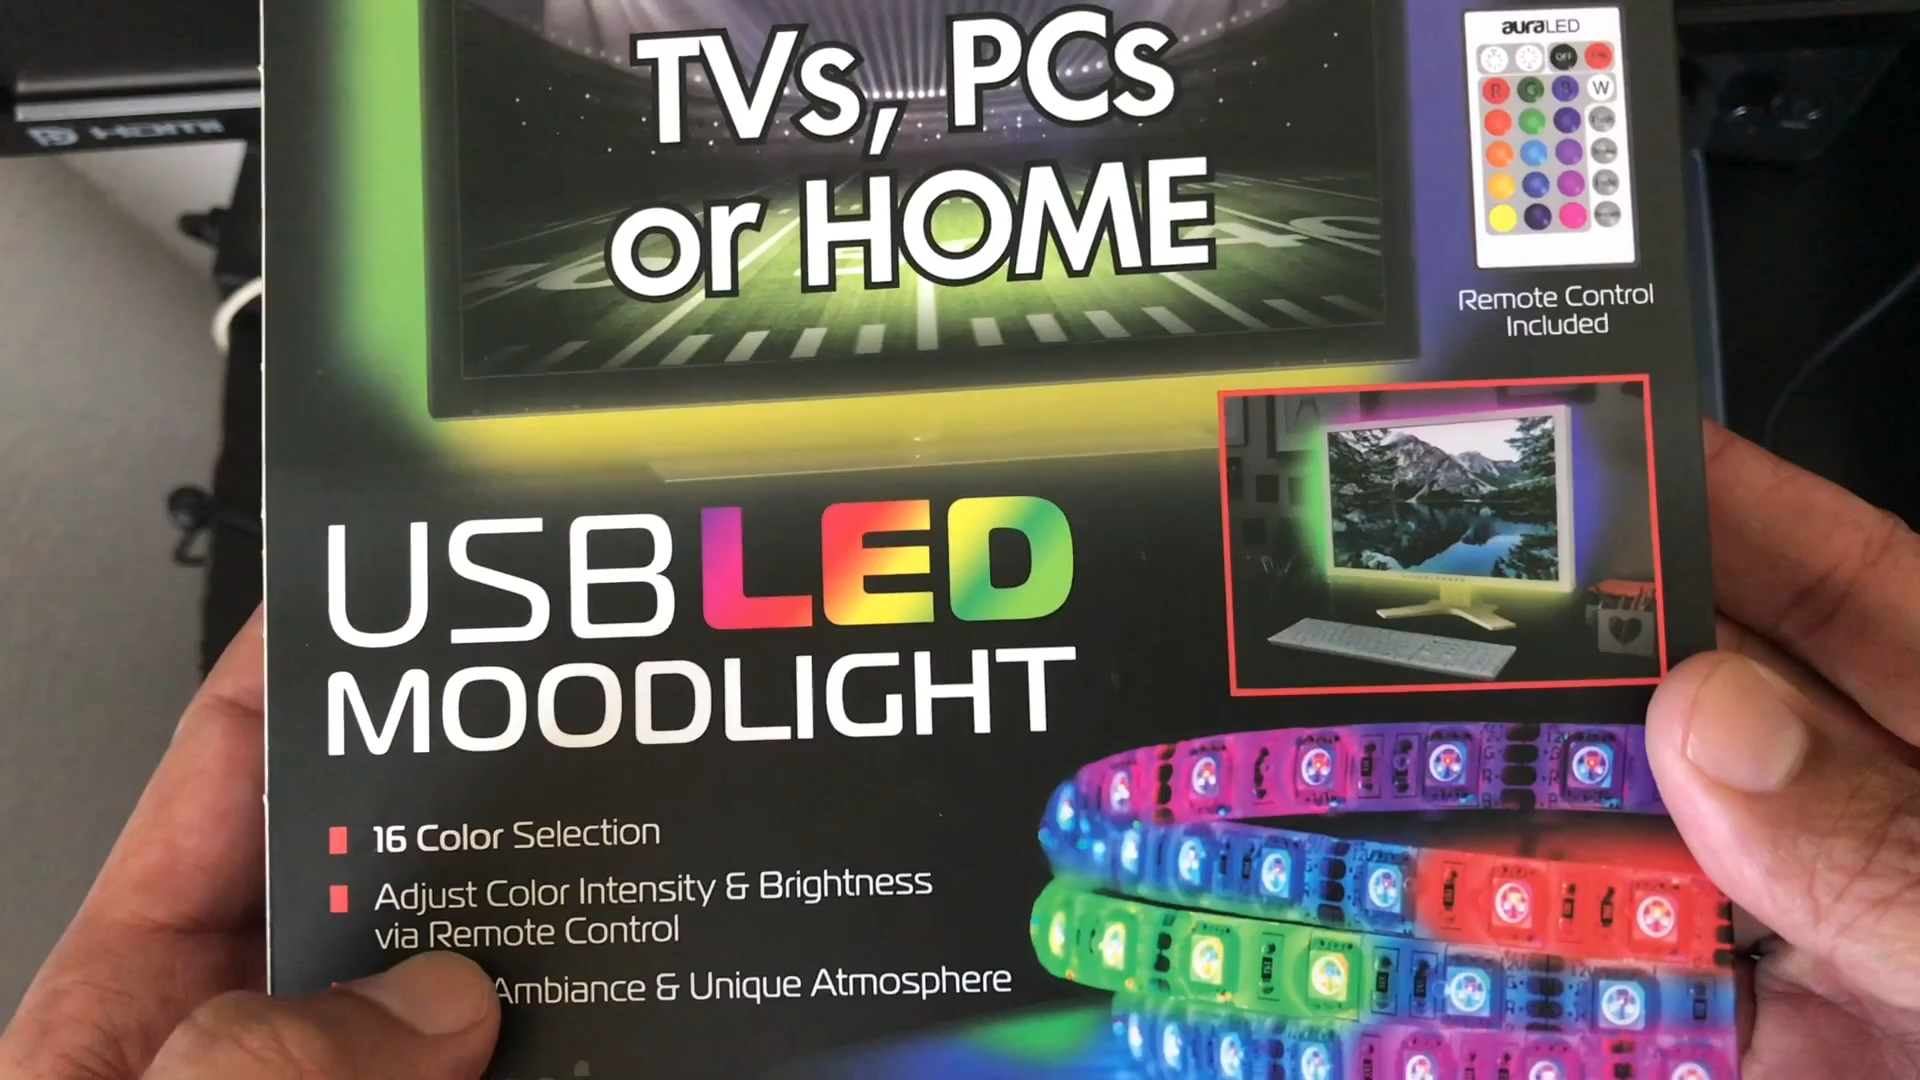 TVs, PCs
or HOME
auraLED
OFF
R G B W
Remote Control
Included
HDMI
USB LED
MOODLIGHT
16 Color Selection
Adjust Color Intensity & Brightness
via Remote Control
Ambiance & Unique Atmosphere